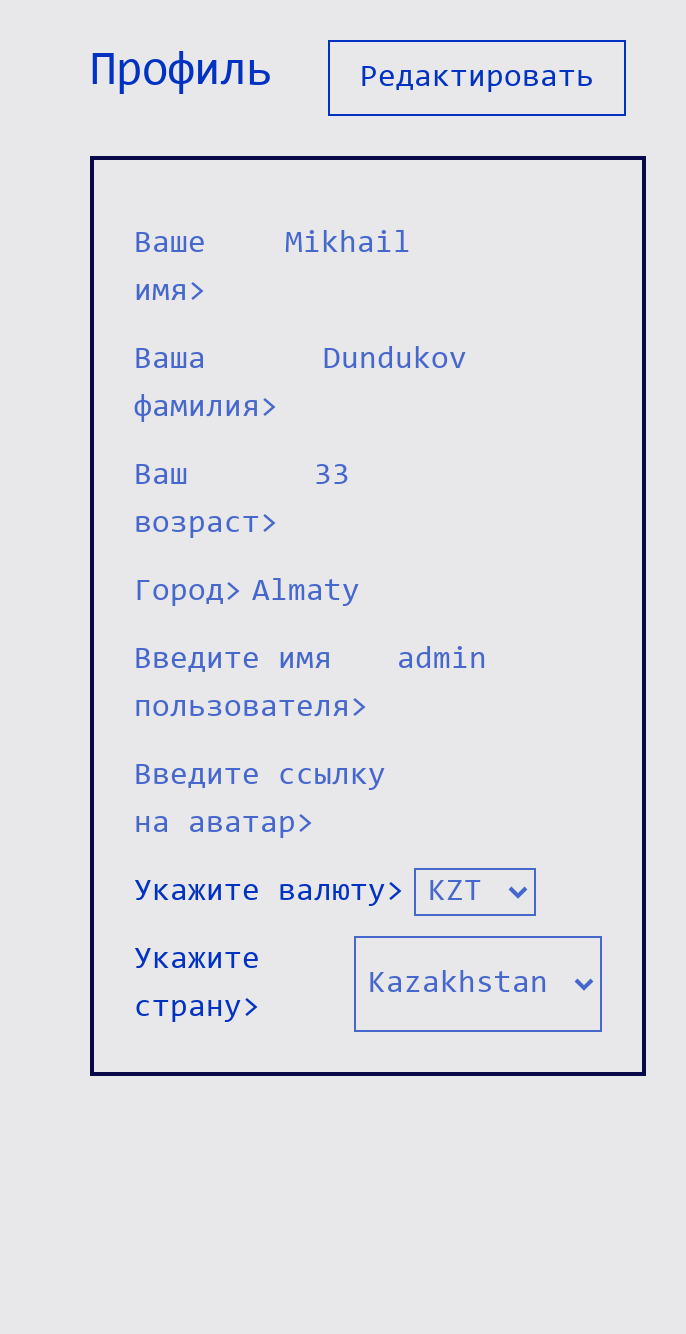 Профиль Редактировать
Ваше Mikhail
имя>
Ваша Dundukov
фамилия>
Ваш 33
возраст>
Город> Almaty
Введите имя admin
пользователя>
Введите ссылку
на аватар>
Укажите валюту> KZT
Укажите
страну> Kazakhstan